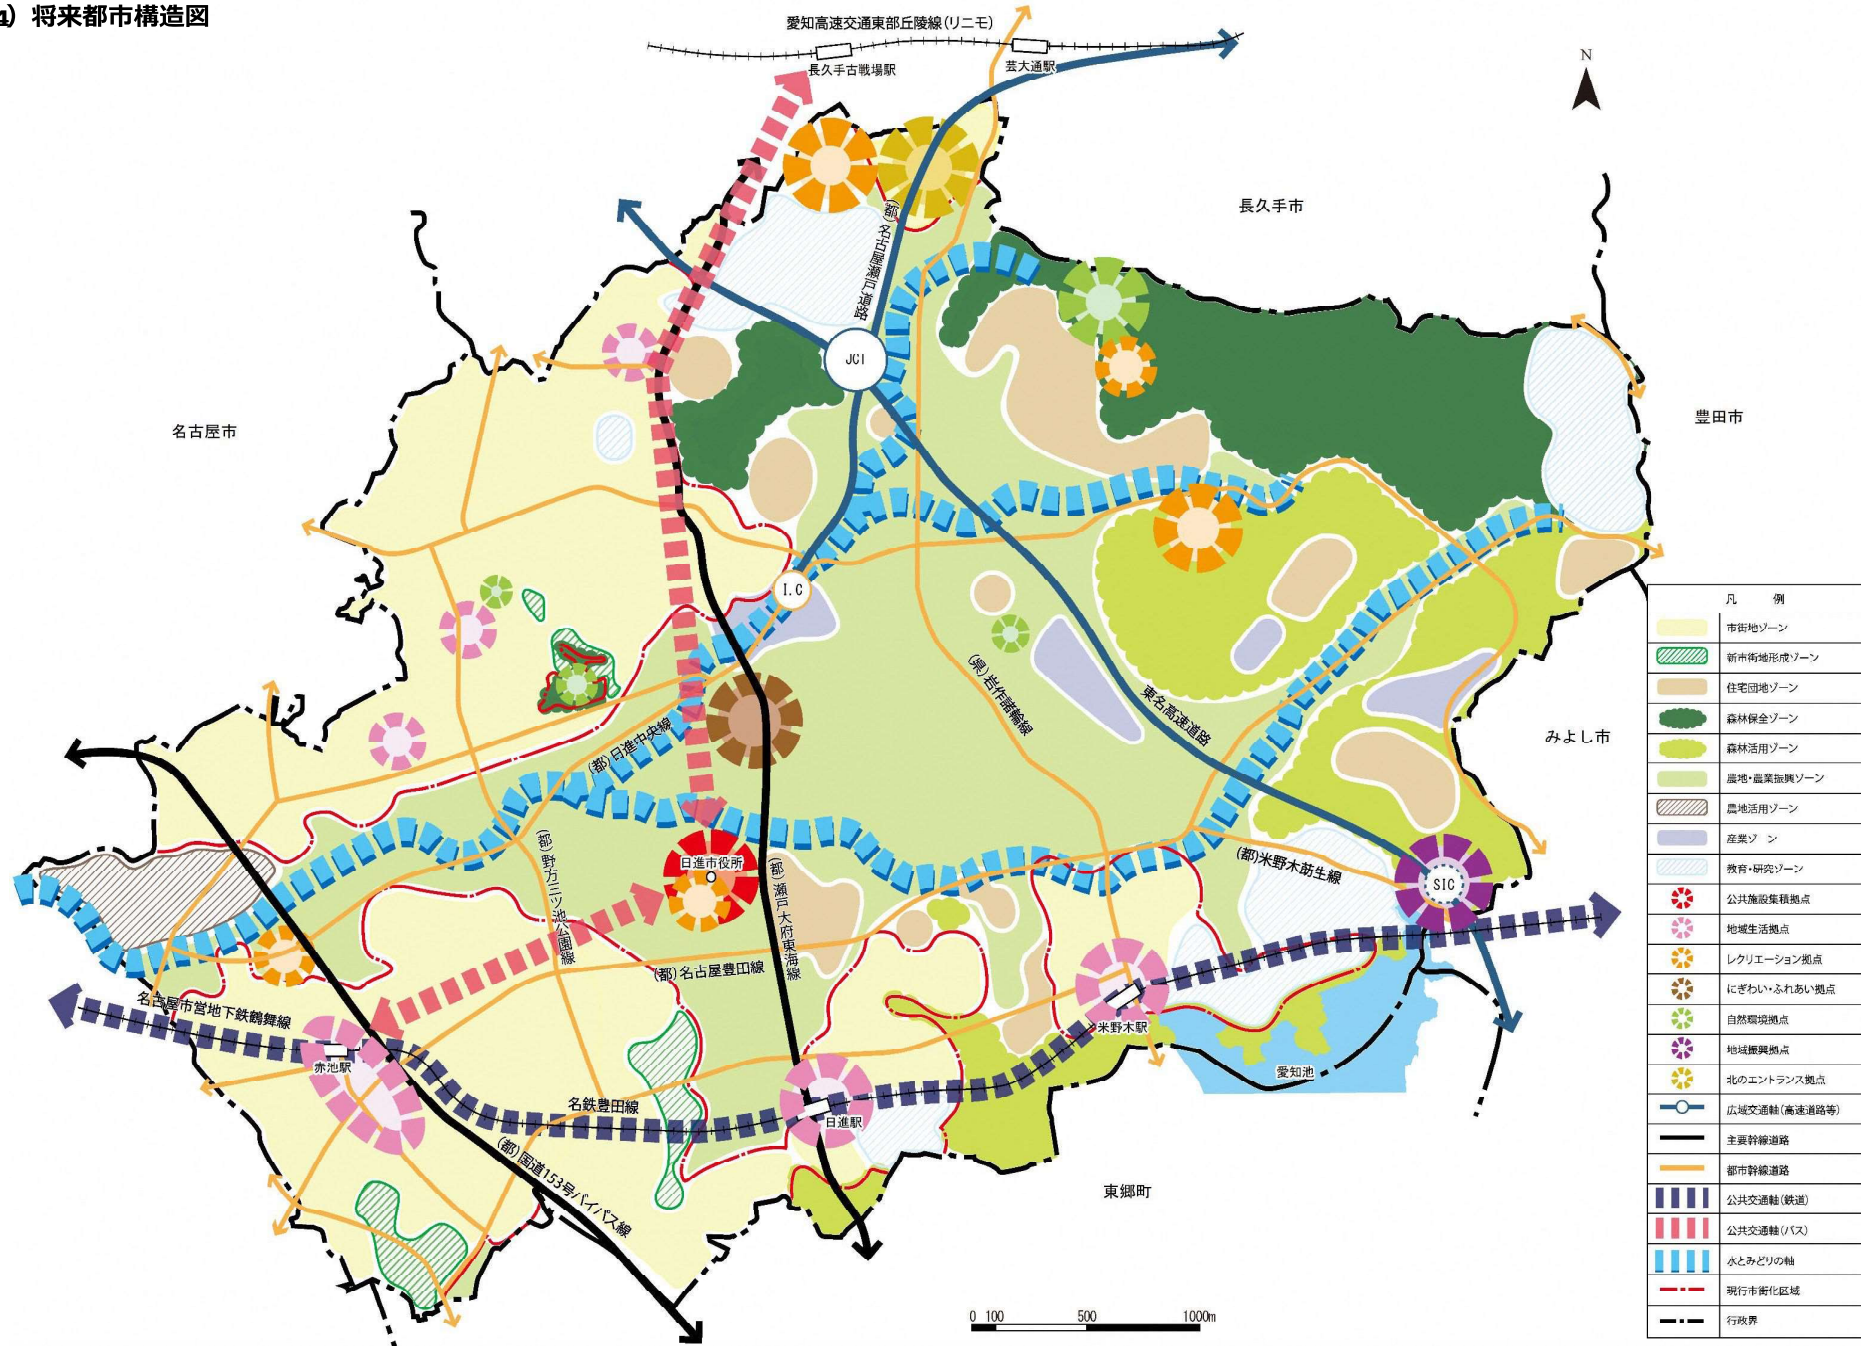 4) 将来都市構造図
愛知高速交通東部丘陵線(リニモ)
長久手古戦場駅
芸大通駅
N
長久手市
名古屋市
豊田市
みよし市
東郷町
(都)名古屋瀬戸道路
JCT
I.C
(県)岩作諸輪線
東名高速道路
(都)日進中央線
(都)野方三ツ池公園線
日進市役所
(都)瀬戸大府東海線
(都)米野木莇生線
SIC
(都)名古屋豊田線
名古屋市営地下鉄鶴舞線
赤池駅
米野木駅
愛知池
名鉄豊田線
日進駅
(都)国道153号バイパス線
0 100 500 1000m
凡 例
市街地ゾーン
新市街地形成ゾーン
住宅団地ゾーン
森林保全ゾーン
森林活用ゾーン
農地・農業振興ゾーン
農地活用ゾーン
産業ゾーン
教育・研究ゾーン
公共施設集積拠点
地域生活拠点
レクリエーション拠点
にぎわい・ふれあい拠点
自然環境拠点
地域振興拠点
北のエントランス拠点
広域交通軸(高速道路等)
主要幹線道路
都市幹線道路
公共交通軸(鉄道)
公共交通軸(バス)
水とみどりの軸
現行市街化区域
行政界